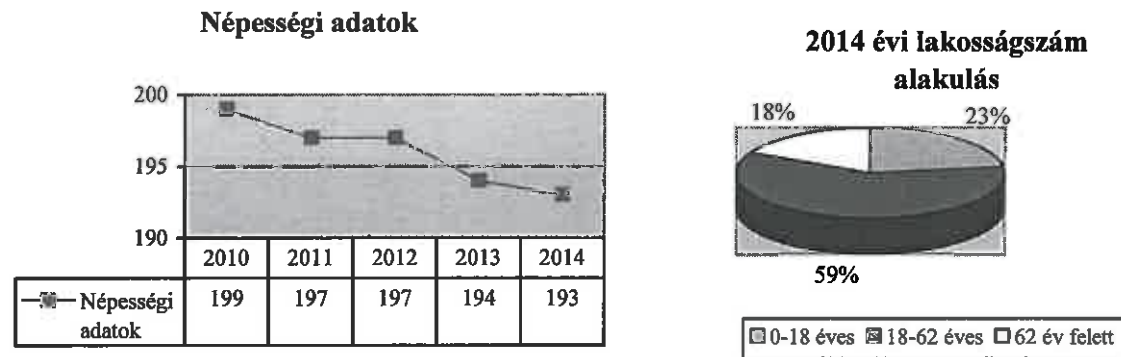 Népességi adatok
200
195
190
2010 2011 2012 2013 2014
Népességi adatok 199 197 197 194 193
2014 évi lakosságszám
alakulás
18% 23%
59%
0-18 éves 18-62 éves 62 év felett